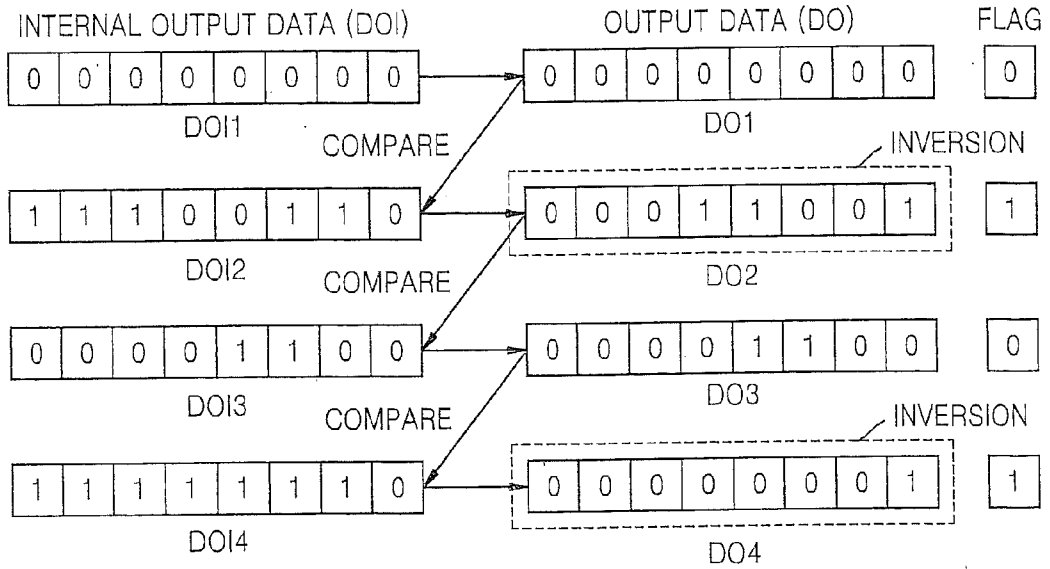 INTERNAL OUTPUT DATA (DOI) OUTPUT DATA (DO) FLAG
0 0 0 0 0 0 0 0 0 0 0 0 0 0 0 0 0
DOI1 DO1
COMPARE INVERSION
1 1 1 0 0 1 1 0 0 0 0 1 1 0 0 1 1
DOI2 DO2
COMPARE
0 0 0 0 1 1 0 0 0 0 0 0 1 1 0 0 0
DOI3 DO3
COMPARE INVERSION
1 1 1 1 1 1 1 0 0 0 0 0 0 0 0 1 1
DOI4 DO4